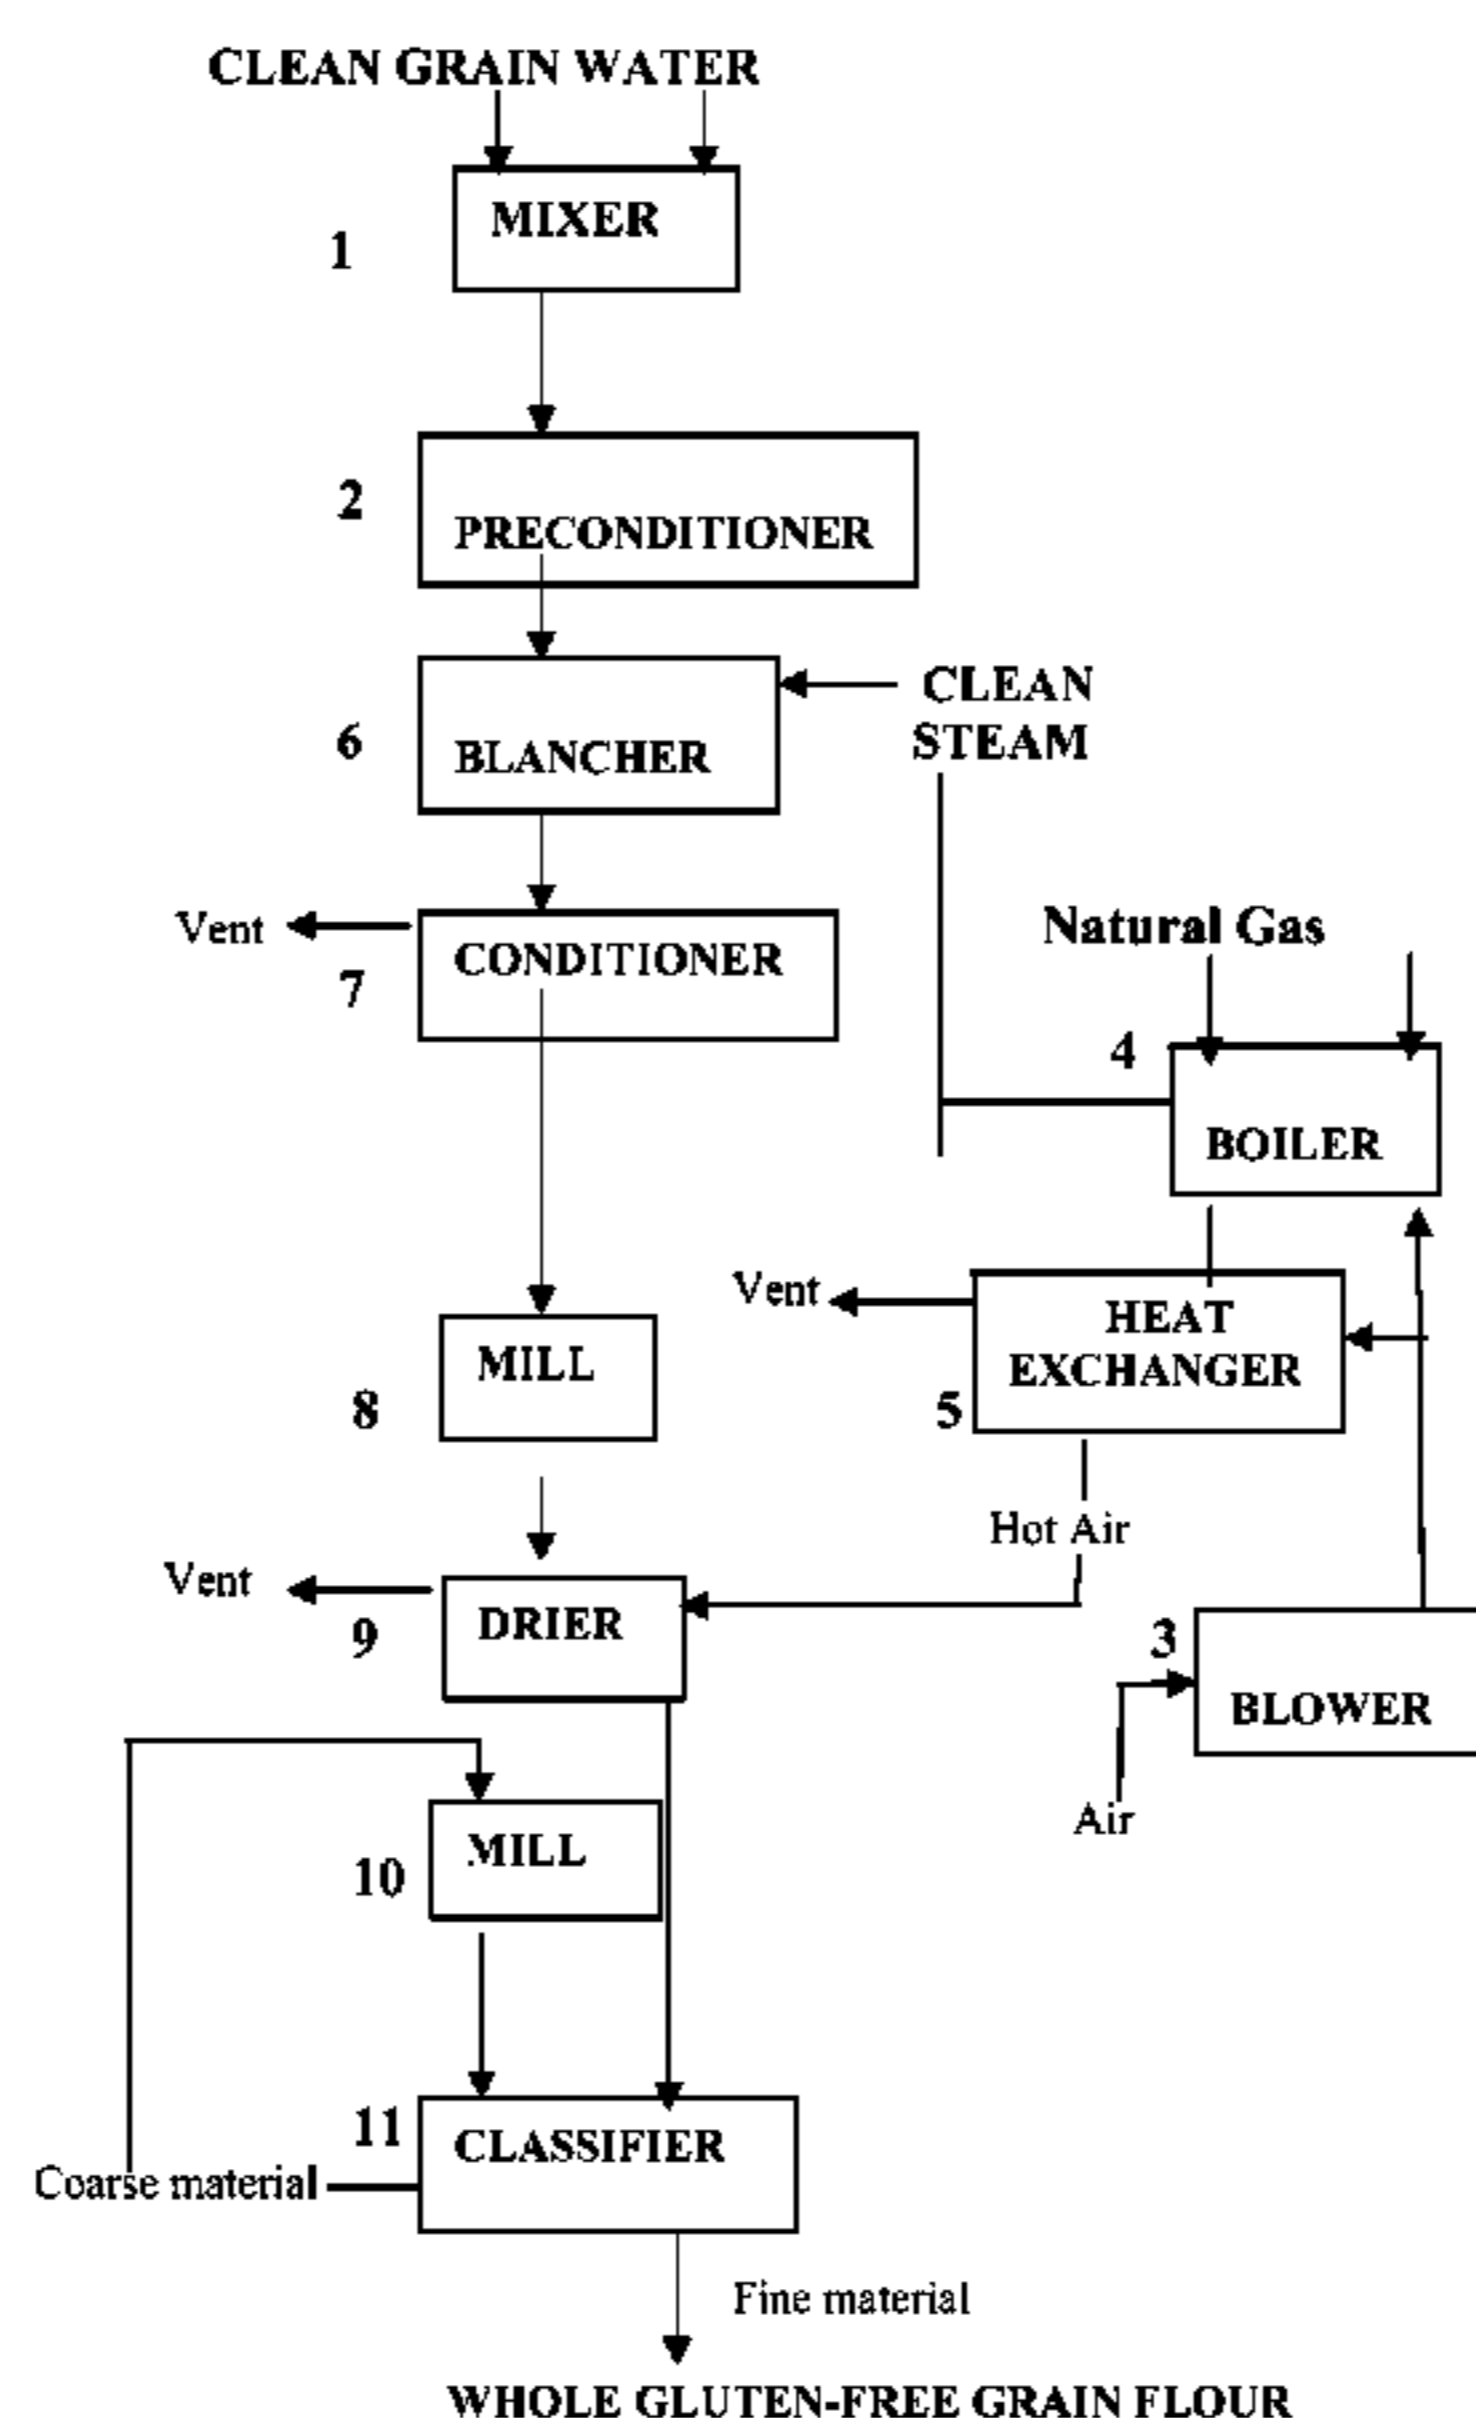 CLEAN GRAIN WATER
MIXER
1
2
PRECONDITIONER
CLEAN
STEAM
6
BLANCHER
Vent
CONDITIONER
7
Natural Gas
4
BOILER
Vent
HEAT
EXCHANGER
5
MILL
8
Hot Air
Vent
DRIER
9
3
BLOWER
Air
MILL
10
11
CLASSIFIER
Coarse material
Fine material
WHOLE GLUTEN-FREE GRAIN FLOUR